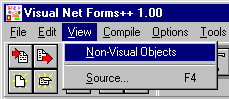 Visual Net Forms++ 1.00
File Edit View Compile Options Tools
Non-Visual Objects
Source... F4